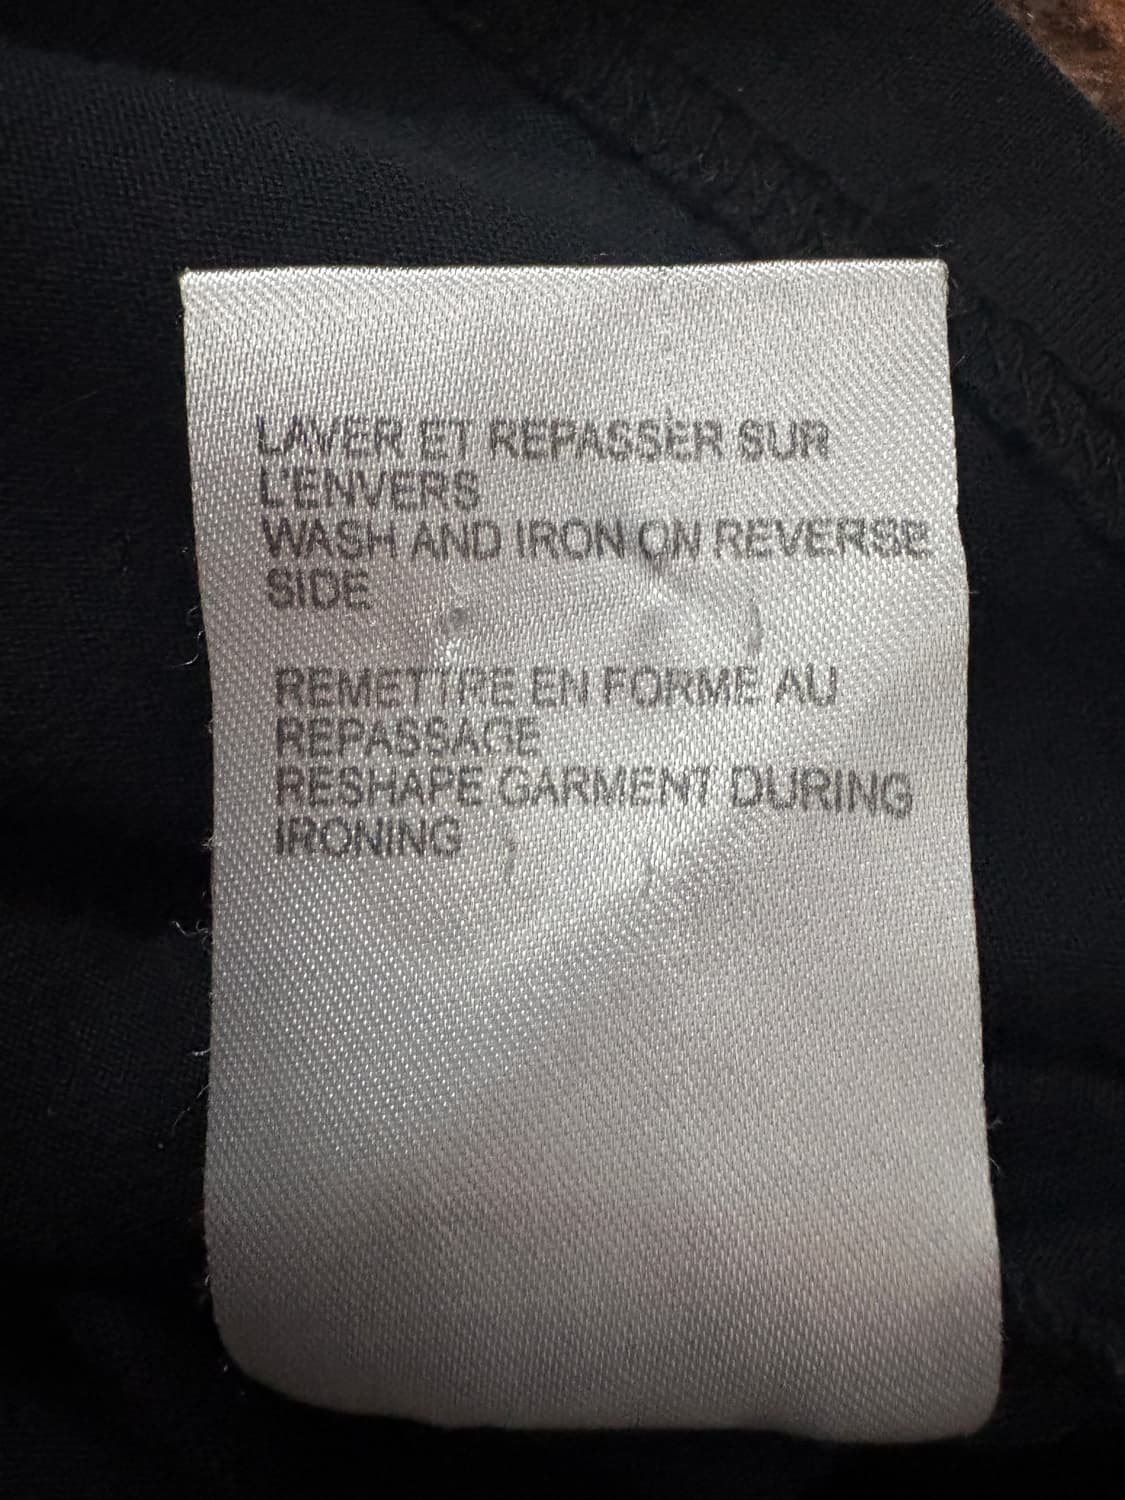 LAVER ET REPASSER SUR
L'ENVERS
WASH AND IRON ON REVERSE
SIDE
REMETTRE EN FORME AU
REPASSAGE
RESHAPE GARMENT DURING
IRONING